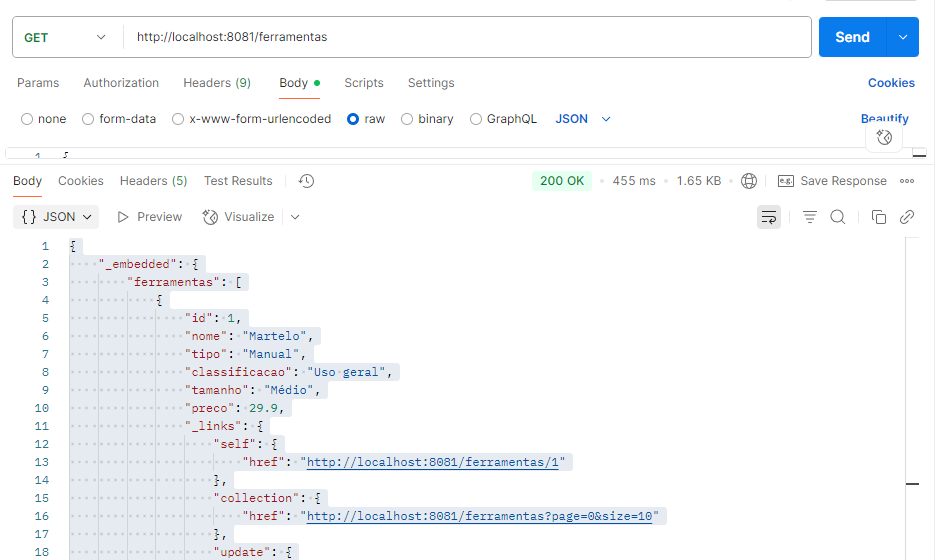 GET http://localhost:8081/ferramentas Send
Params Authorization Headers (9) Body Scripts Settings Cookies
none form-data x-www-form-urlencoded raw binary GraphQL JSON Beautify
1 {
Body Cookies Headers (5) Test Results 200 OK • 455 ms • 1.65 KB • e.g. Save Response
{} JSON Preview Visualize
1 {
2 "_embedded": {
3 "ferramentas": [
4 {
5 "id": 1,
6 "nome": "Martelo",
7 "tipo": "Manual",
8 "classificacao": "Uso geral",
9 "tamanho": "Médio",
10 "preco": 29.9,
11 "_links": {
12 "self": {
13 "href": "http://localhost:8081/ferramentas/1"
14 },
15 "collection": {
16 "href": "http://localhost:8081/ferramentas?page=0&size=10"
17 },
18 "update": {